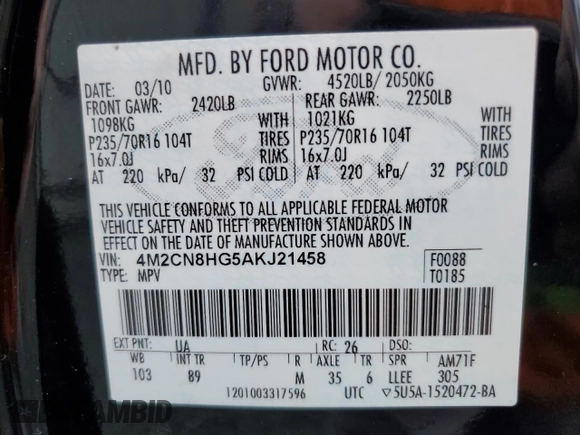 MFD. BY FORD MOTOR CO.
DATE: 03/10 GVWR: 4520LB/ 2050KG
FRONT GAWR: 2420LB REAR GAWR: 2250LB
1098KG WITH 1021KG WITH
P235/70R16 104T TIRES P235/70R16 104T TIRES
16x7.0J RIMS 16x7.0J RIMS
AT 220 kPa/ 32 PSI COLD AT 220 kPa/ 32 PSI COLD
THIS VEHICLE CONFORMS TO ALL APPLICABLE FEDERAL MOTOR
VEHICLE SAFETY AND THEFT PREVENTION STANDARDS IN
EFFECT ON THE DATE OF MANUFACTURE SHOWN ABOVE.
VIN: 4M2CN8HG5AKJ21458 F0088
TYPE: MPV T0185
EXT PNT: UA RC: 26 DSO:
WB INT TR TP/PS R AXLE TR SPR AM71F
103 89 M 35 6 LLEE 305
1201003317596 UTC ▽5U5A-1520472-BA